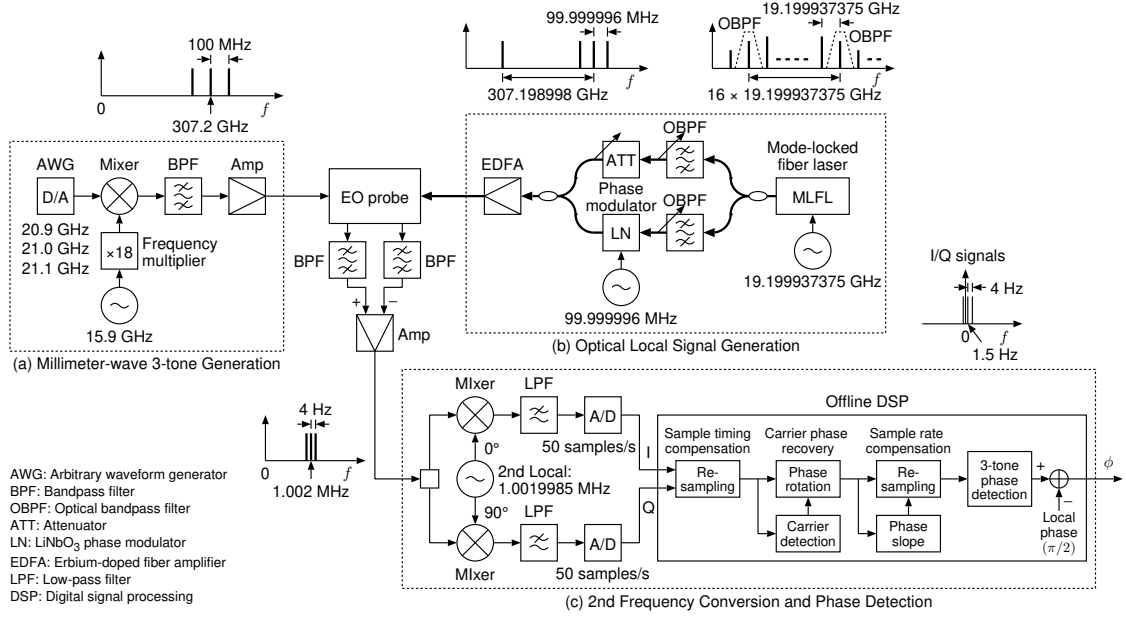 100 MHz
0
f
307.2 GHz
99.999996 MHz
307.198998 GHz
f
19.199937375 GHz
OBPF
OBPF
f
16 × 19.199937375 GHz
AWG
Mixer
BPF
Amp
D/A
20.9 GHz
21.0 GHz
21.1 GHz
×18
Frequency
multiplier
15.9 GHz
(a) Millimeter-wave 3-tone Generation
EO probe
BPF
BPF
+
−
Amp
EDFA
OBPF
ATT
Phase
modulator
OBPF
LN
Mode-locked
fiber laser
MLFL
19.199937375 GHz
99.999996 MHz
(b) Optical Local Signal Generation
I/Q signals
4 Hz
0
f
1.5 Hz
4 Hz
0
f
1.002 MHz
AWG: Arbitrary waveform generator
BPF: Bandpass filter
OBPF: Optical bandpass filter
ATT: Attenuator
LN: LiNbO3 phase modulator
EDFA: Erbium-doped fiber amplifier
LPF: Low-pass filter
DSP: Digital signal processing
MIxer
LPF
A/D
50 samples/s
0°
2nd Local:
1.0019985 MHz
90°
LPF
A/D
MIxer
50 samples/s
I
Q
Offline DSP
Sample timing
compensation
Re-
sampling
Carrier phase
recovery
Phase
rotation
Carrier
detection
Sample rate
compensation
Re-
sampling
Phase
slope
3-tone
phase
detection
+
−
Local
phase
(π/2)
ϕ
(c) 2nd Frequency Conversion and Phase Detection